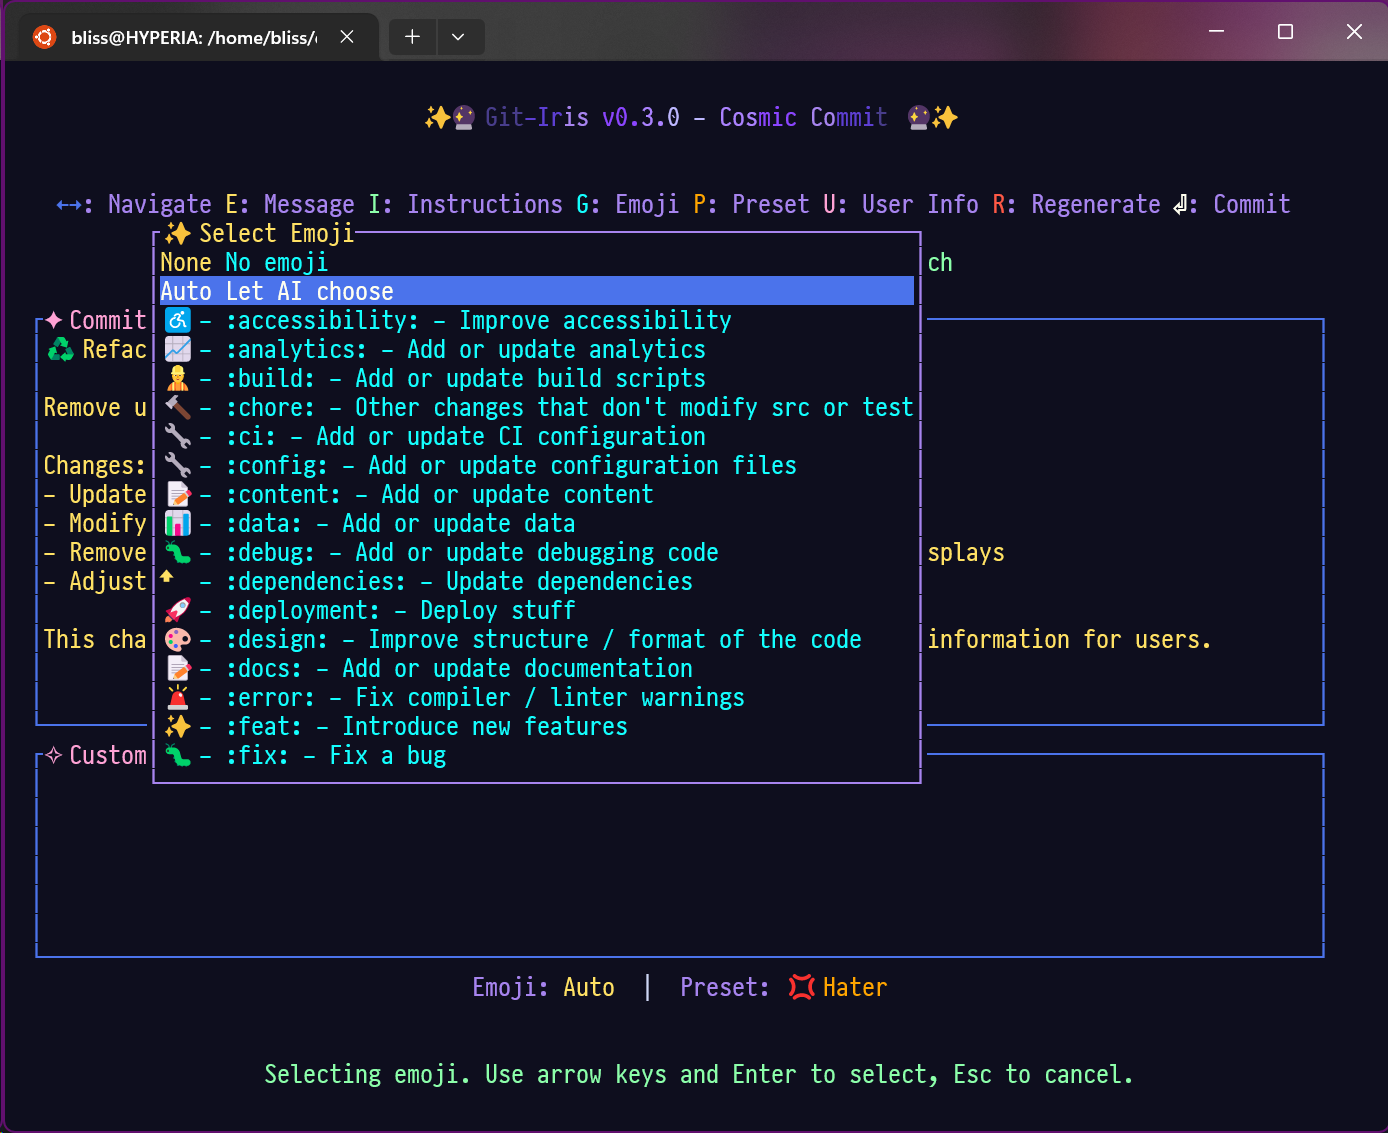 bliss@HYPERIA: /home/bliss/
✨🔮 Git-Iris v0.3.0 - Cosmic Commit 🔮✨
←→: Navigate E: Message I: Instructions G: Emoji P: Preset U: User Info R: Regenerate ⏎: Commit
✨ Select Emoji
None No emoji
ch
Auto Let AI choose
✦ Commit
♿ - :accessibility: - Improve accessibility
♻️ Refac
📈 - :analytics: - Add or update analytics
👷 - :build: - Add or update build scripts
Remove u
🔨 - :chore: - Other changes that don't modify src or test
🔧 - :ci: - Add or update CI configuration
Changes:
🔧 - :config: - Add or update configuration files
- Update
📝 - :content: - Add or update content
- Modify
📊 - :data: - Add or update data
- Remove
🐛 - :debug: - Add or update debugging code
splays
- Adjust
⬆ - :dependencies: - Update dependencies
🚀 - :deployment: - Deploy stuff
This cha
🎨 - :design: - Improve structure / format of the code
information for users.
📝 - :docs: - Add or update documentation
🚨 - :error: - Fix compiler / linter warnings
✨ - :feat: - Introduce new features
✧ Custom
🐛 - :fix: - Fix a bug
Emoji: Auto | Preset: 💢 Hater
Selecting emoji. Use arrow keys and Enter to select, Esc to cancel.